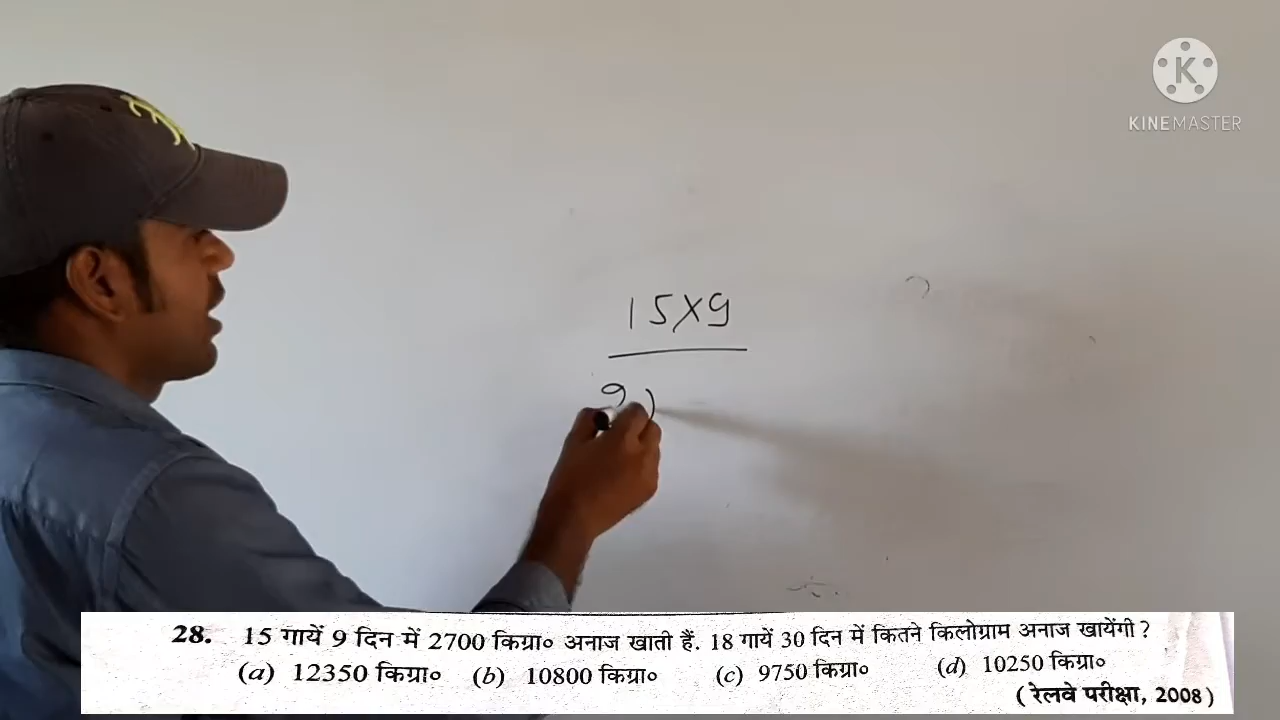 K
KINEMASTER
15×9
28. 15 गायें 9 दिन में 2700 किग्रा० अनाज खाती हैं. 18 गायें 30 दिन में कितने किलोग्राम अनाज खायेंगी ?
(a) 12350 किग्रा० (b) 10800 किग्रा० (c) 9750 किग्रा० (d) 10250 किग्रा०
( रेलवे परीक्षा, 2008 )